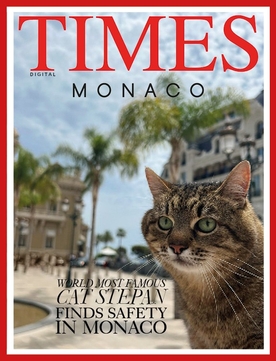 TIMES
DIGITAL
MONACO
WORLD MOST FAMOUS
CAT STEPAN
FINDS SAFETY
IN MONACO